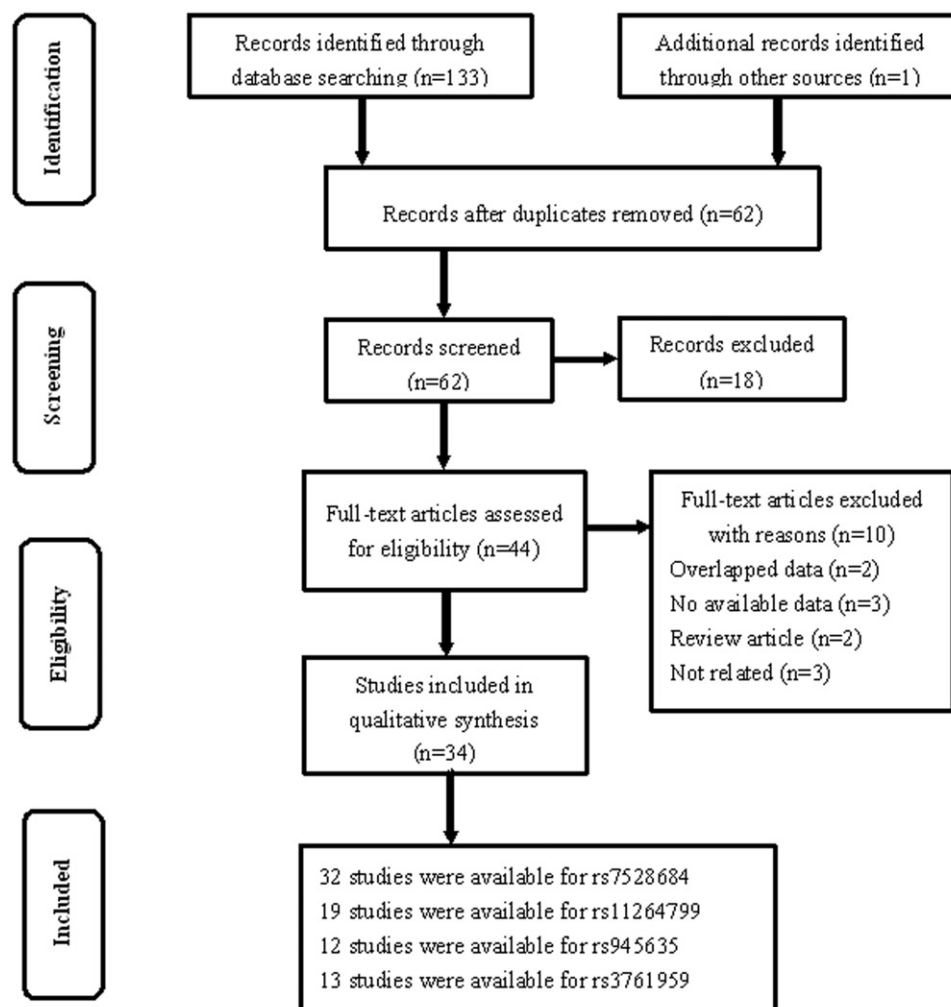 Identification
Records identified through
database searching (n=133)
Additional records identified
through other sources (n=1)
Records after duplicates removed (n=62)
Screening
Records screened
(n=62)
Records excluded
(n=18)
Eligibility
Full-text articles assessed
for eligibility (n=44)
Full-text articles excluded
with reasons (n=10)
Overlapped data (n=2)
No available data (n=3)
Review article (n=2)
Not related (n=3)
Studies included in
qualitative synthesis
(n=34)
Included
32 studies were available for rs7528684
19 studies were available for rs11264799
12 studies were available for rs945635
13 studies were available for rs3761959